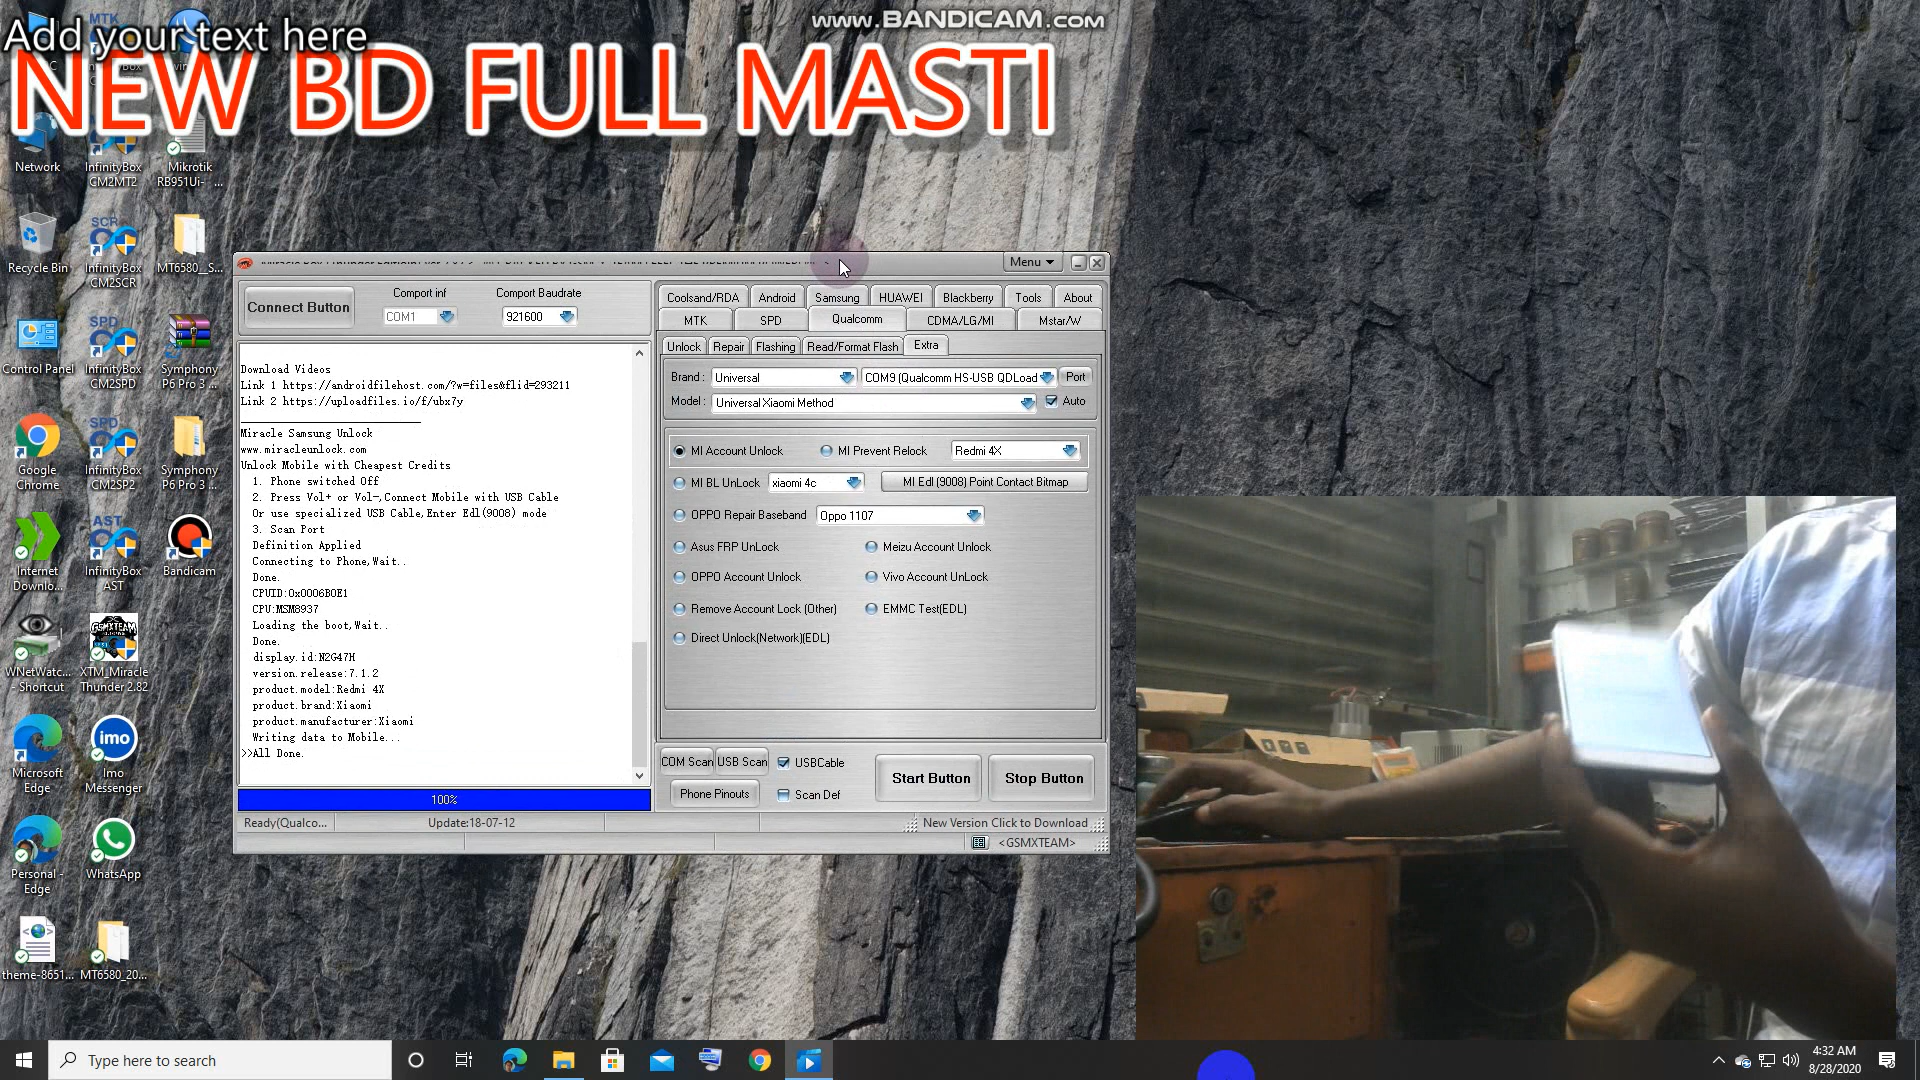 www.BANDICAM.com
Add your text here
NEW BD FULL MASTI
Network
InfinityBox
CM2MT2
Mikrotik
RB951Ui- ...
Recycle Bin
InfinityBox
CM2SCR
MT6580__S...
Control Panel
InfinityBox
CM2SPD
Symphony
P6 Pro 3 ...
Google
Chrome
InfinityBox
CM2SP2
Symphony
P6 Pro 3 ...
Internet
Downlo...
InfinityBox
AST
Bandicam
WNetWatc...
- Shortcut
XTM_Miracle
Thunder 2.82
Microsoft
Edge
Imo
Messenger
Personal -
Edge
WhatsApp
theme-8651...
MT6580_20...
Menu
Connect Button
Comport inf
Comport Baudrate
COM1
921600
Coolsand/RDA
Android
Samsung
HUAWEI
Blackberry
Tools
About
MTK
SPD
Qualcomm
CDMA/LG/MI
Mstar/W
Unlock
Repair
Flashing
Read/Format Flash
Extra
Brand :
Universal
COM9 (Qualcomm HS-USB QDLoad
Port
Model :
Universal Xiaomi Method
Auto
MI Account Unlock
MI Prevent Relock
Redmi 4X
MI BL UnLock
xiaomi 4c
MI Edl (9008) Point Contact Bitmap
OPPO Repair Baseband
Oppo 1107
Asus FRP UnLock
Meizu Account Unlock
OPPO Account Unlock
Vivo Account UnLock
Remove Account Lock (Other)
EMMC Test(EDL)
Direct Unlock(Network)(EDL)
Download Videos
Link 1 https://androidfilehost.com/?w=files&flid=293211
Link 2 https://uploadfiles.io/f/ubx7y
Miracle Samsung Unlock
www.miracleunlock.com
Unlock Mobile with Cheapest Credits
1. Phone switched Off
2. Press Vol+ or Vol-,Connect Mobile with USB Cable
Or use specialized USB Cable,Enter Edl(9008) mode
3. Scan Port
Definition Applied
Connecting to Phone,Wait..
Done.
CPUID:0x0006B0E1
CPU:MSM8937
Loading the boot,Wait..
Done.
display.id:N2G47H
version.release:7.1.2
product.model:Redmi 4X
product.brand:Xiaomi
product.manufacturer:Xiaomi
Writing data to Mobile...
>>All Done.
100%
COM Scan
USB Scan
USBCable
Phone Pinouts
Scan Def
Start Button
Stop Button
Ready(Qualco...
Update:18-07-12
New Version Click to Download
<GSMXTEAM>
Type here to search
4:32 AM
8/28/2020